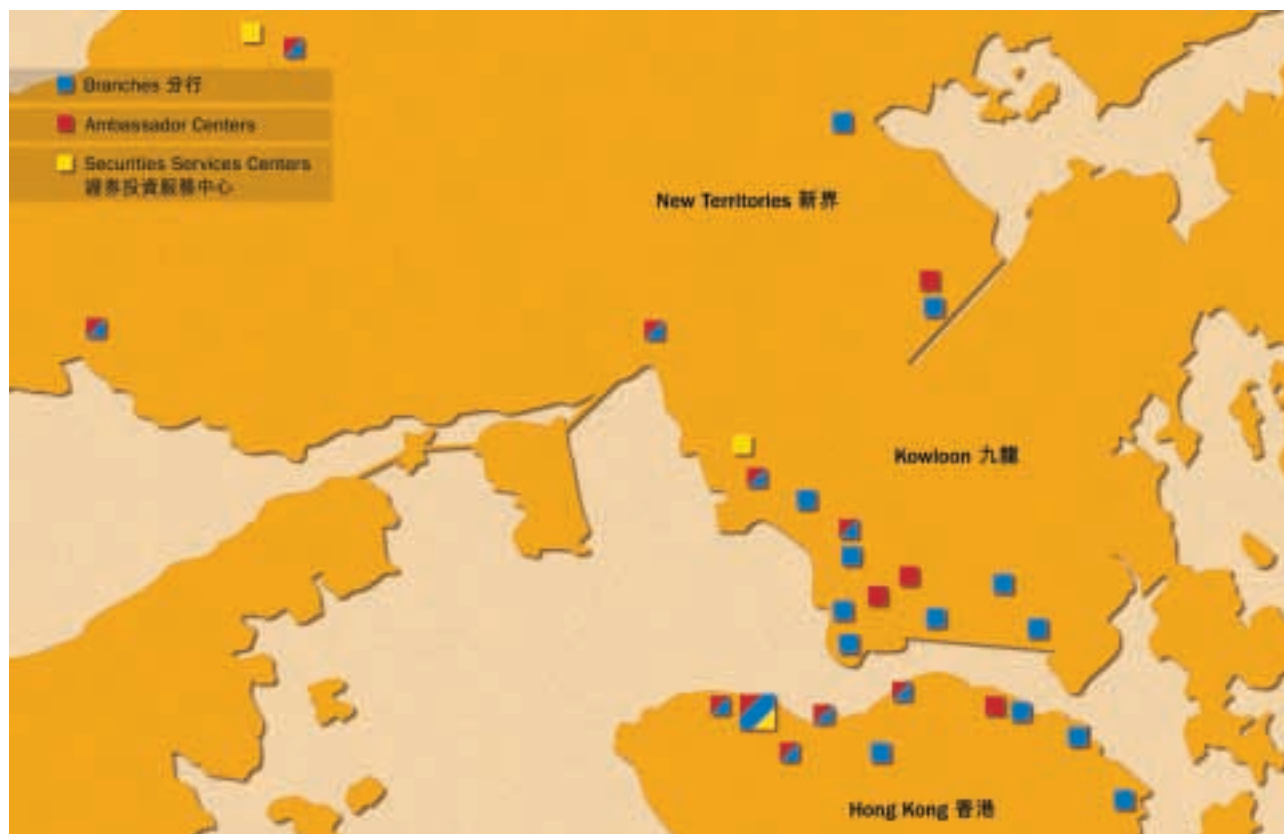 Branches 分行
Ambassador Centers
Securities Services Centers
證券投資服務中心
New Territories 新界
Kowloon 九龍
Hong Kong 香港